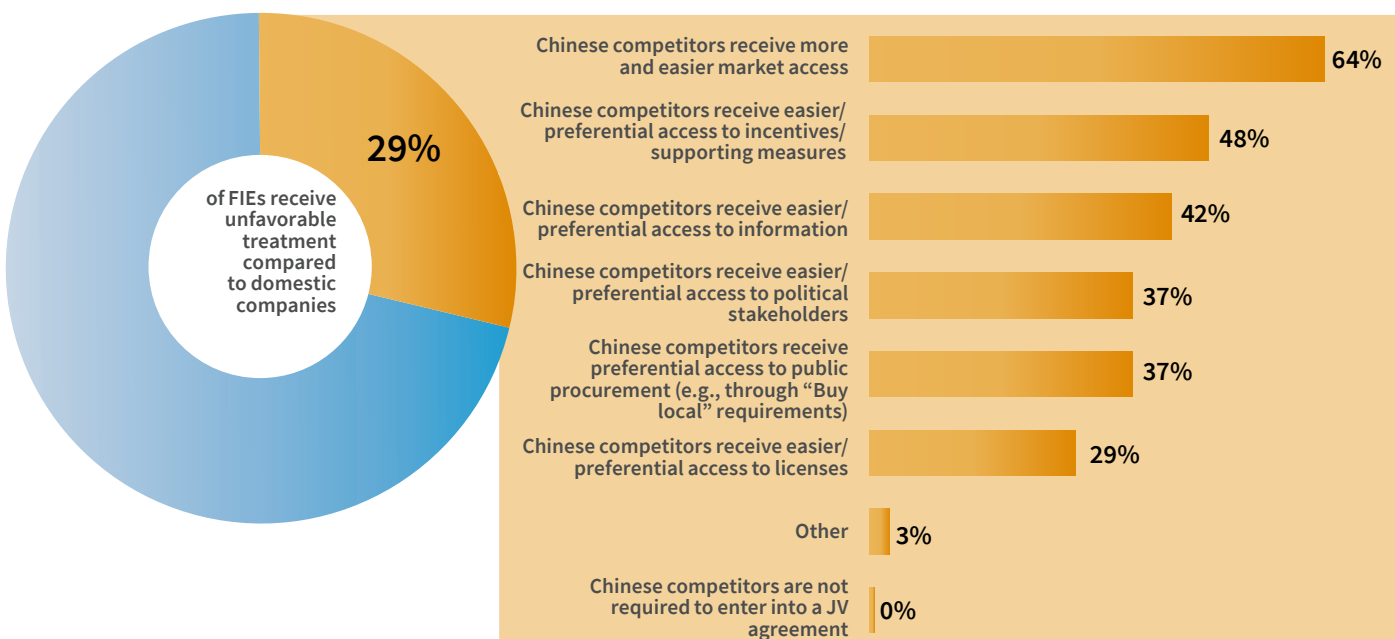 29%
of FIEs receive
unfavorable
treatment
compared
to domestic
companies
Chinese competitors receive more
and easier market access
64%
Chinese competitors receive easier/
preferential access to incentives/
supporting measures
48%
Chinese competitors receive easier/
preferential access to information
42%
Chinese competitors receive easier/
preferential access to political
stakeholders
37%
Chinese competitors receive
preferential access to public
procurement (e.g., through “Buy
local” requirements)
37%
Chinese competitors receive easier/
preferential access to licenses
29%
Other
3%
Chinese competitors are not
required to enter into a JV
agreement
0%